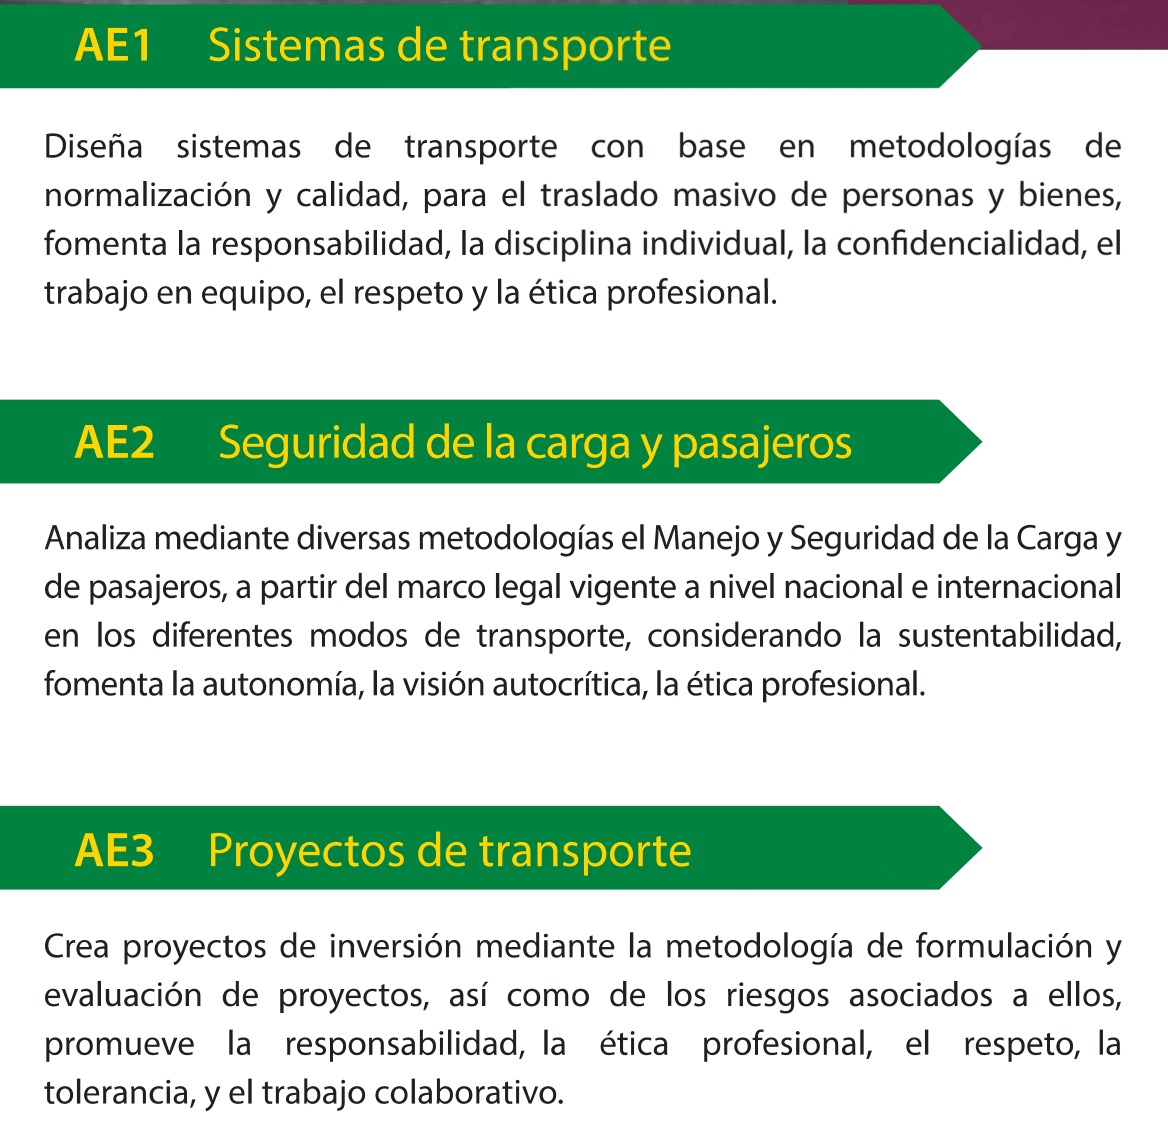 AE1 Sistemas de transporte
Diseña sistemas de transporte con base en metodologías de
normalización y calidad, para el traslado masivo de personas y bienes,
fomenta la responsabilidad, la disciplina individual, la confidencialidad, el
trabajo en equipo, el respeto y la ética profesional.
AE2 Seguridad de la carga y pasajeros
Analiza mediante diversas metodologías el Manejo y Seguridad de la Carga y
de pasajeros, a partir del marco legal vigente a nivel nacional e internacional
en los diferentes modos de transporte, considerando la sustentabilidad,
fomenta la autonomía, la visión autocrítica, la ética profesional.
AE3 Proyectos de transporte
Crea proyectos de inversión mediante la metodología de formulación y
evaluación de proyectos, así como de los riesgos asociados a ellos,
promueve la responsabilidad, la ética profesional, el respeto, la
tolerancia, y el trabajo colaborativo.